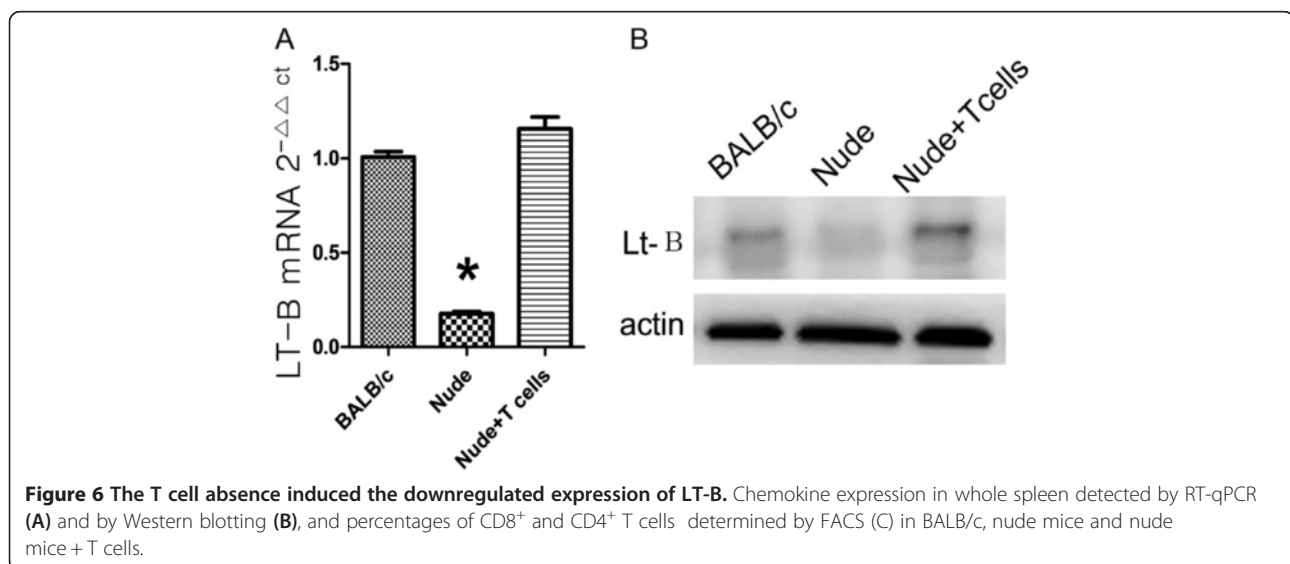 A
LT-B mRNA 2^-△△ ct
1.5
1.0
0.5
0.0
*
BALB/c
Nude
Nude+T cells
B
BALB/c
Nude
Nude+Tcells
Lt-B
actin
Figure 6 The T cell absence induced the downregulated expression of LT-B. Chemokine expression in whole spleen detected by RT-qPCR
(A) and by Western blotting (B), and percentages of CD8⁺ and CD4⁺ T cells determined by FACS (C) in BALB/c, nude mice and nude
mice + T cells.